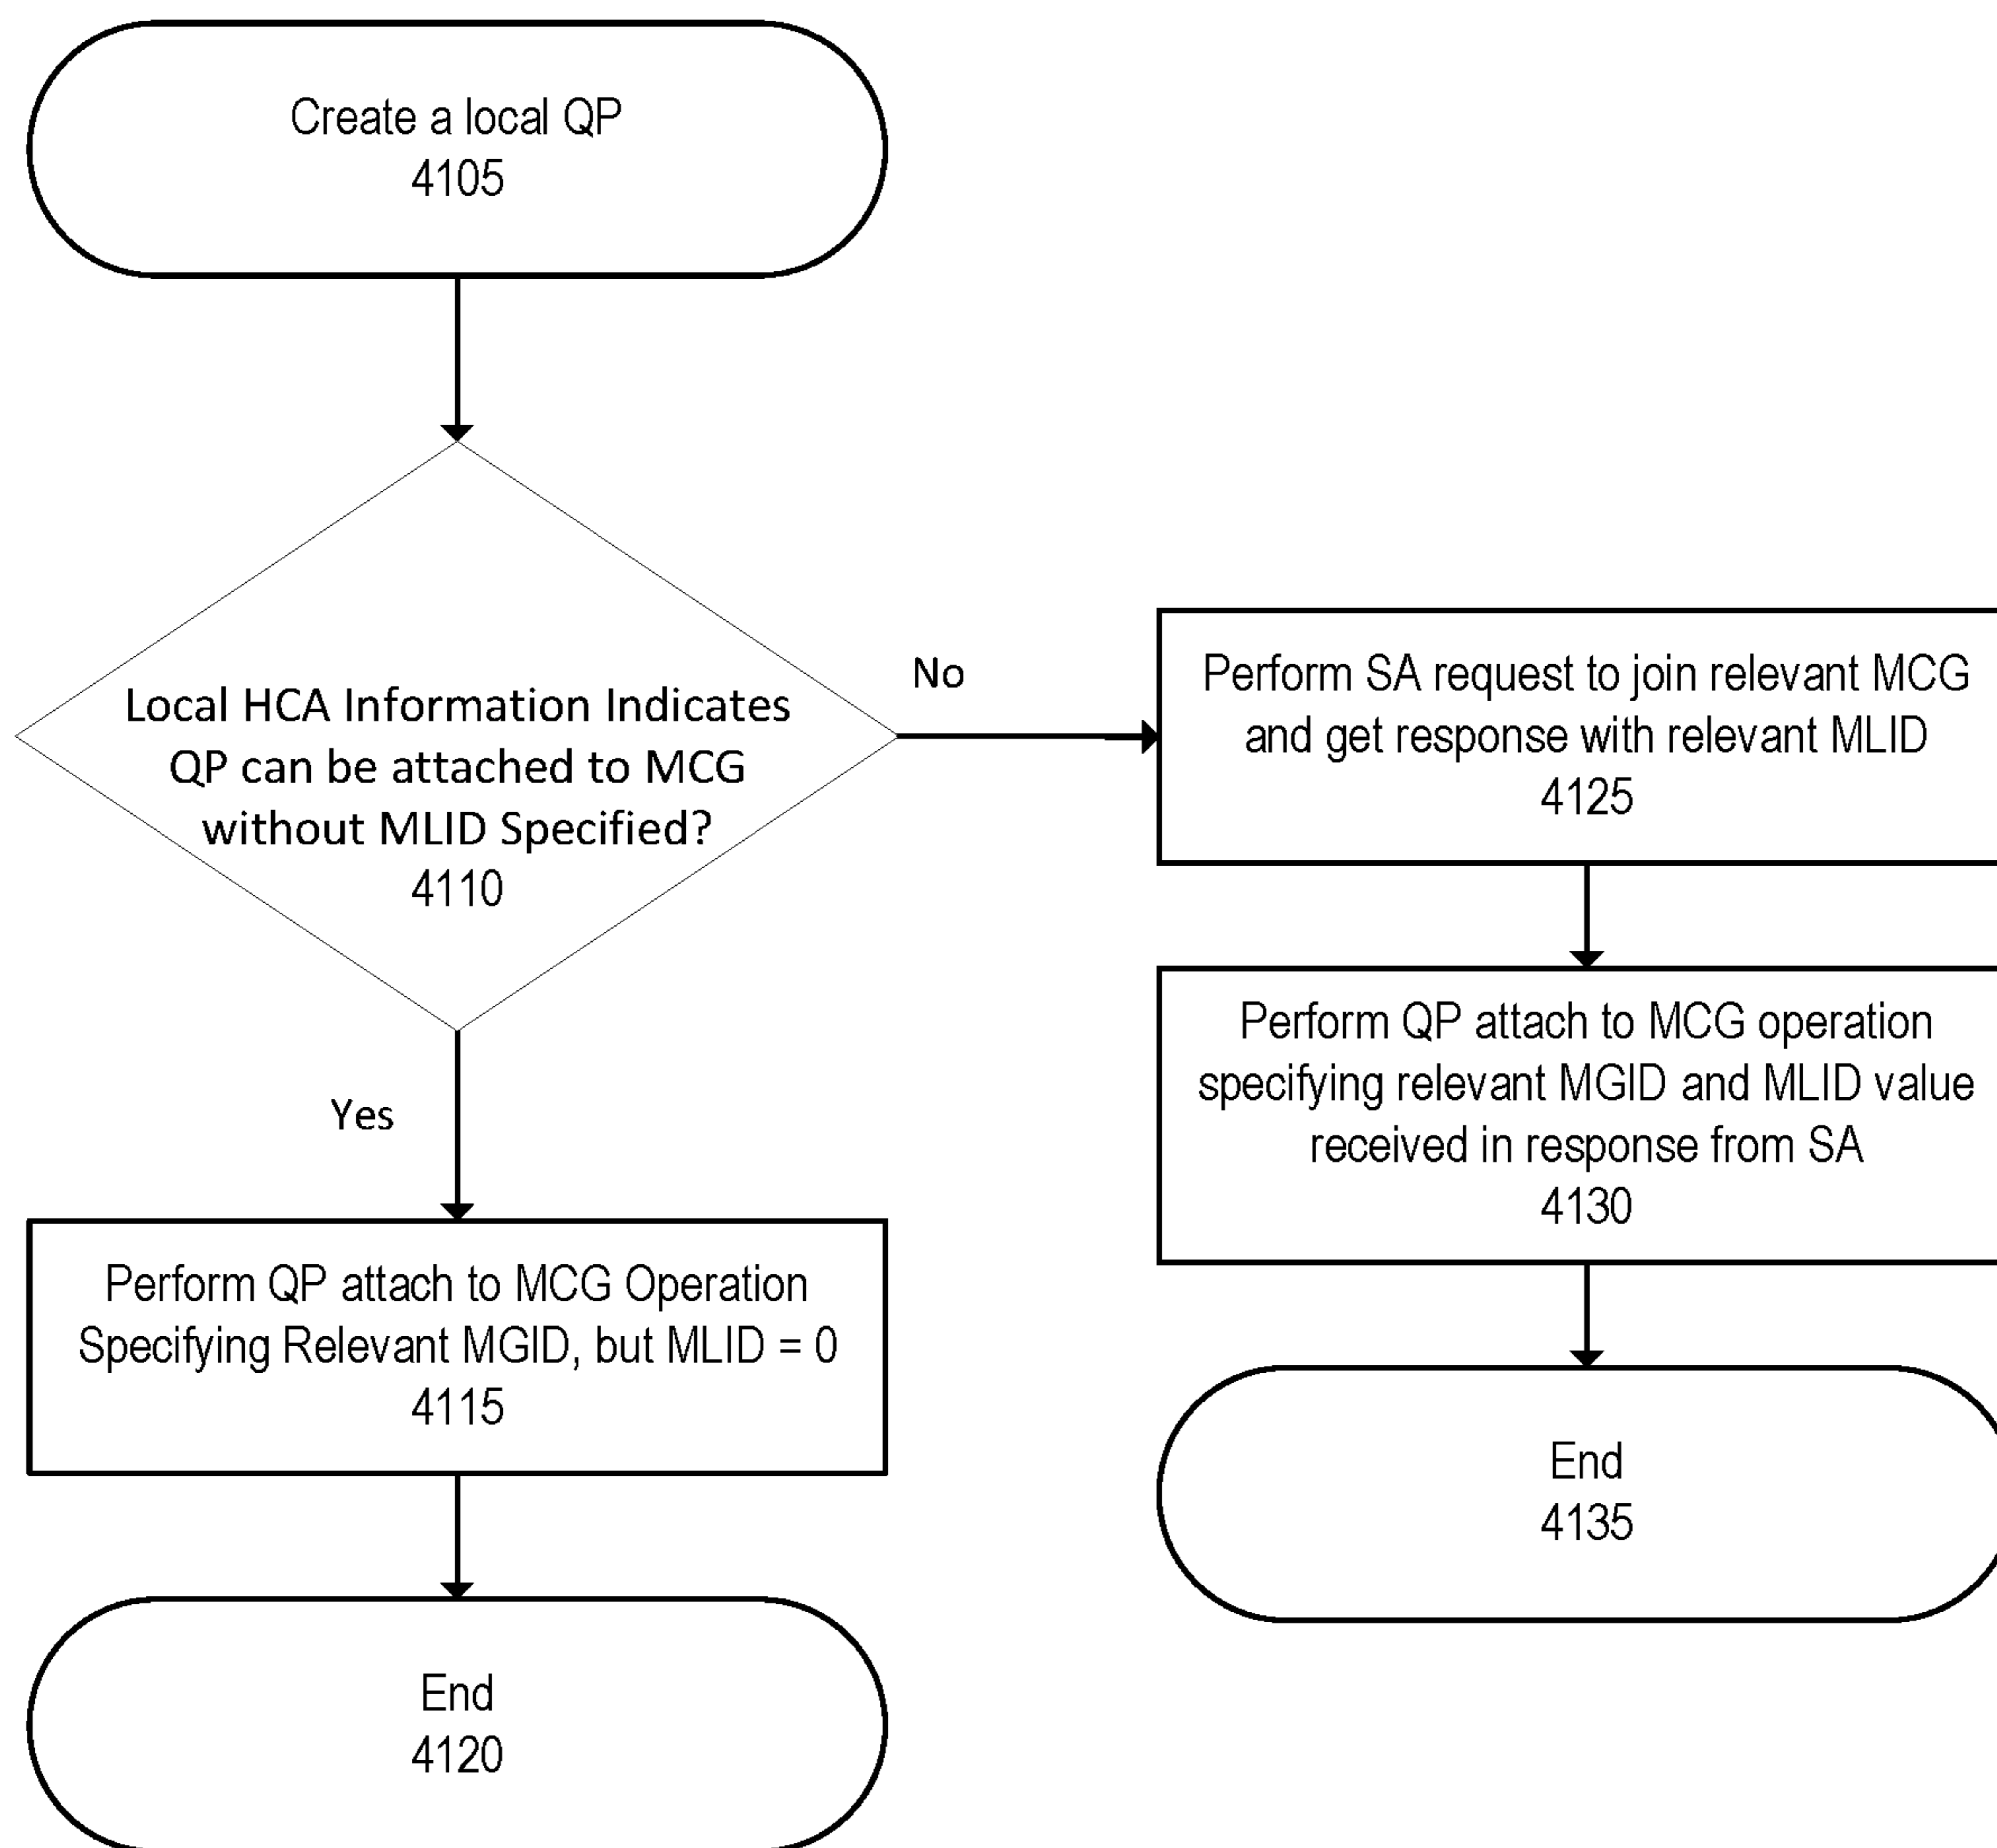 Create a local QP
4105
Local HCA Information Indicates
QP can be attached to MCG
without MLID Specified?
4110
No
Perform SA request to join relevant MCG
and get response with relevant MLID
4125
Perform QP attach to MCG operation
specifying relevant MGID and MLID value
received in response from SA
4130
Yes
Perform QP attach to MCG Operation
Specifying Relevant MGID, but MLID = 0
4115
End
4135
End
4120